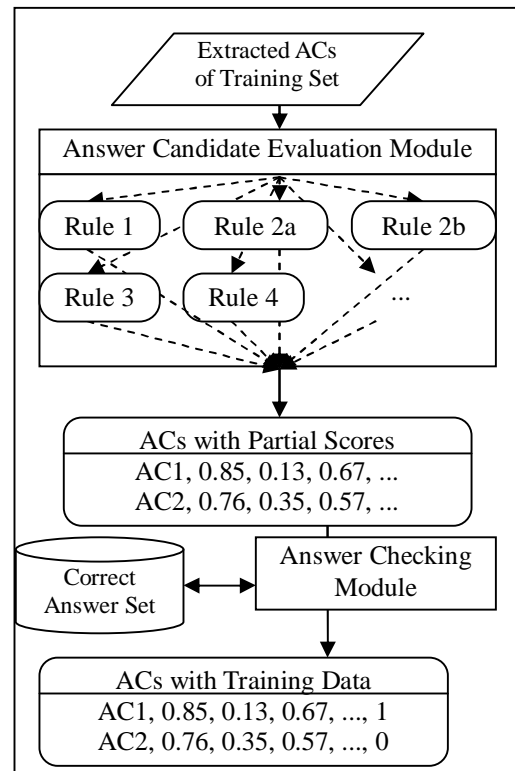 Extracted ACs
of Training Set
Answer Candidate Evaluation Module
Rule 1
Rule 2a
Rule 2b
Rule 3
Rule 4
...
ACs with Partial Scores
AC1, 0.85, 0.13, 0.67, ...
AC2, 0.76, 0.35, 0.57, ...
Correct
Answer Set
Answer Checking
Module
ACs with Training Data
AC1, 0.85, 0.13, 0.67, ..., 1
AC2, 0.76, 0.35, 0.57, ..., 0